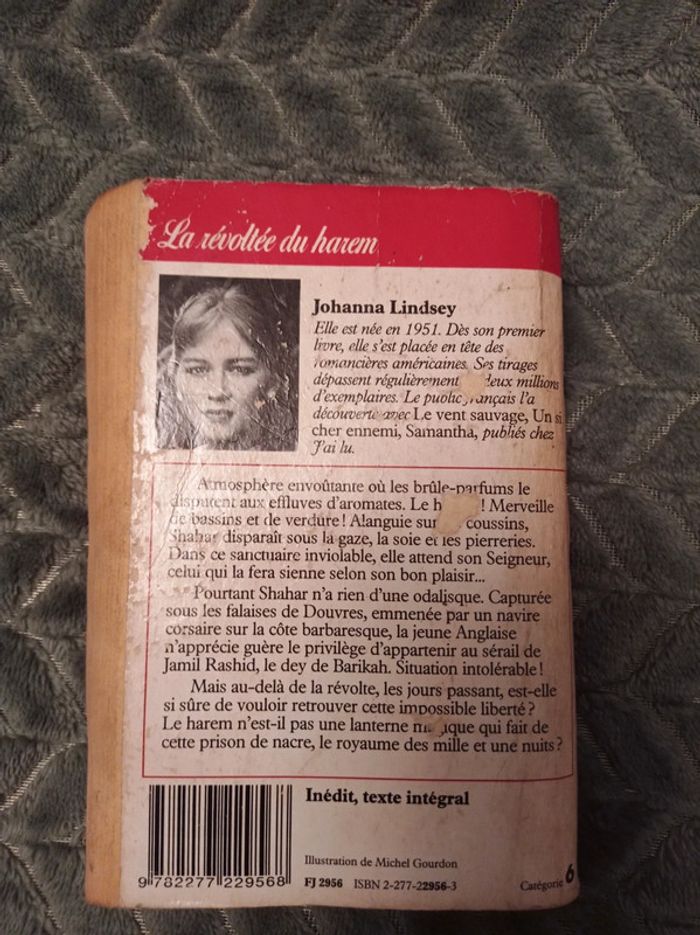 La révoltée du harem
Johanna Lindsey
Elle est née en 1951. Dès son premier
livre, elle s'est placée en tête des
romancières américaines. Ses tirages
dépassent régulièrement deux millions
d'exemplaires. Le public français l'a
découverte avec Le vent sauvage, Un si
cher ennemi, Samantha, publiés chez
J'ai lu.
Atmosphère envoûtante où les brûle-parfums le
disputent aux effluves d'aromates. Le ! Merveille
de bassins et de verdure ! Alanguie sur coussins,
Shahar disparaît sous la gaze, la soie et les pierreries.
Dans ce sanctuaire inviolable, elle attend son Seigneur,
celui qui la fera sienne selon son bon plaisir...
Pourtant Shahar n'a rien d'une odalisque. Capturée
sous les falaises de Douvres, emmenée par un navire
corsaire sur la côte barbaresque, la jeune Anglaise
n'apprécie guère le privilège d'appartenir au sérail de
Jamil Rashid, le dey de Barikah. Situation intolérable !
Mais au-delà de la révolte, les jours passant, est-elle
si sûre de vouloir retrouver cette impossible liberté ?
Le harem n'est-il pas une lanterne magique qui fait de
cette prison de nacre, le royaume des mille et une nuits ?
Inédit, texte intégral
Illustration de Michel Gourdon
9 782277 229568
FJ 2956 ISBN 2-277-22956-3
Catégorie 6